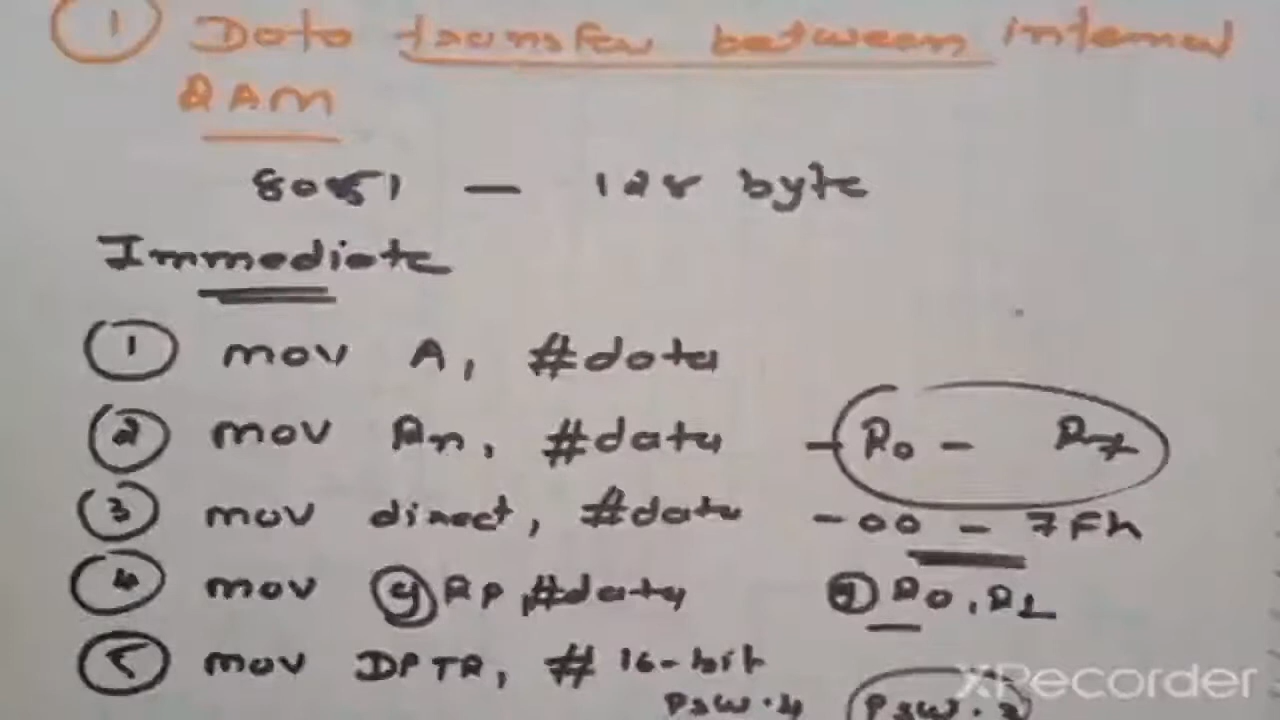 ① Data transfer between internal
RAM
8051 – 128 byte
Immediate
① mov A, #data
② mov Rn, #data – R0 – R7
③ mov direct, #data – 00 – 7Fh
④ mov @Rp, #data @R0, R1
⑤ mov DPTR, # 16-bit
PSW.4 PSW.3
XRecorder